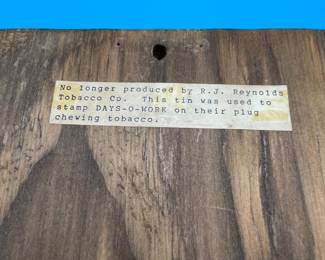 No longer produced by R.J. Reynolds
Tobacco Co.  This tin was used to
stamp DAYS-O-WORK on their plug
chewing tobacco.